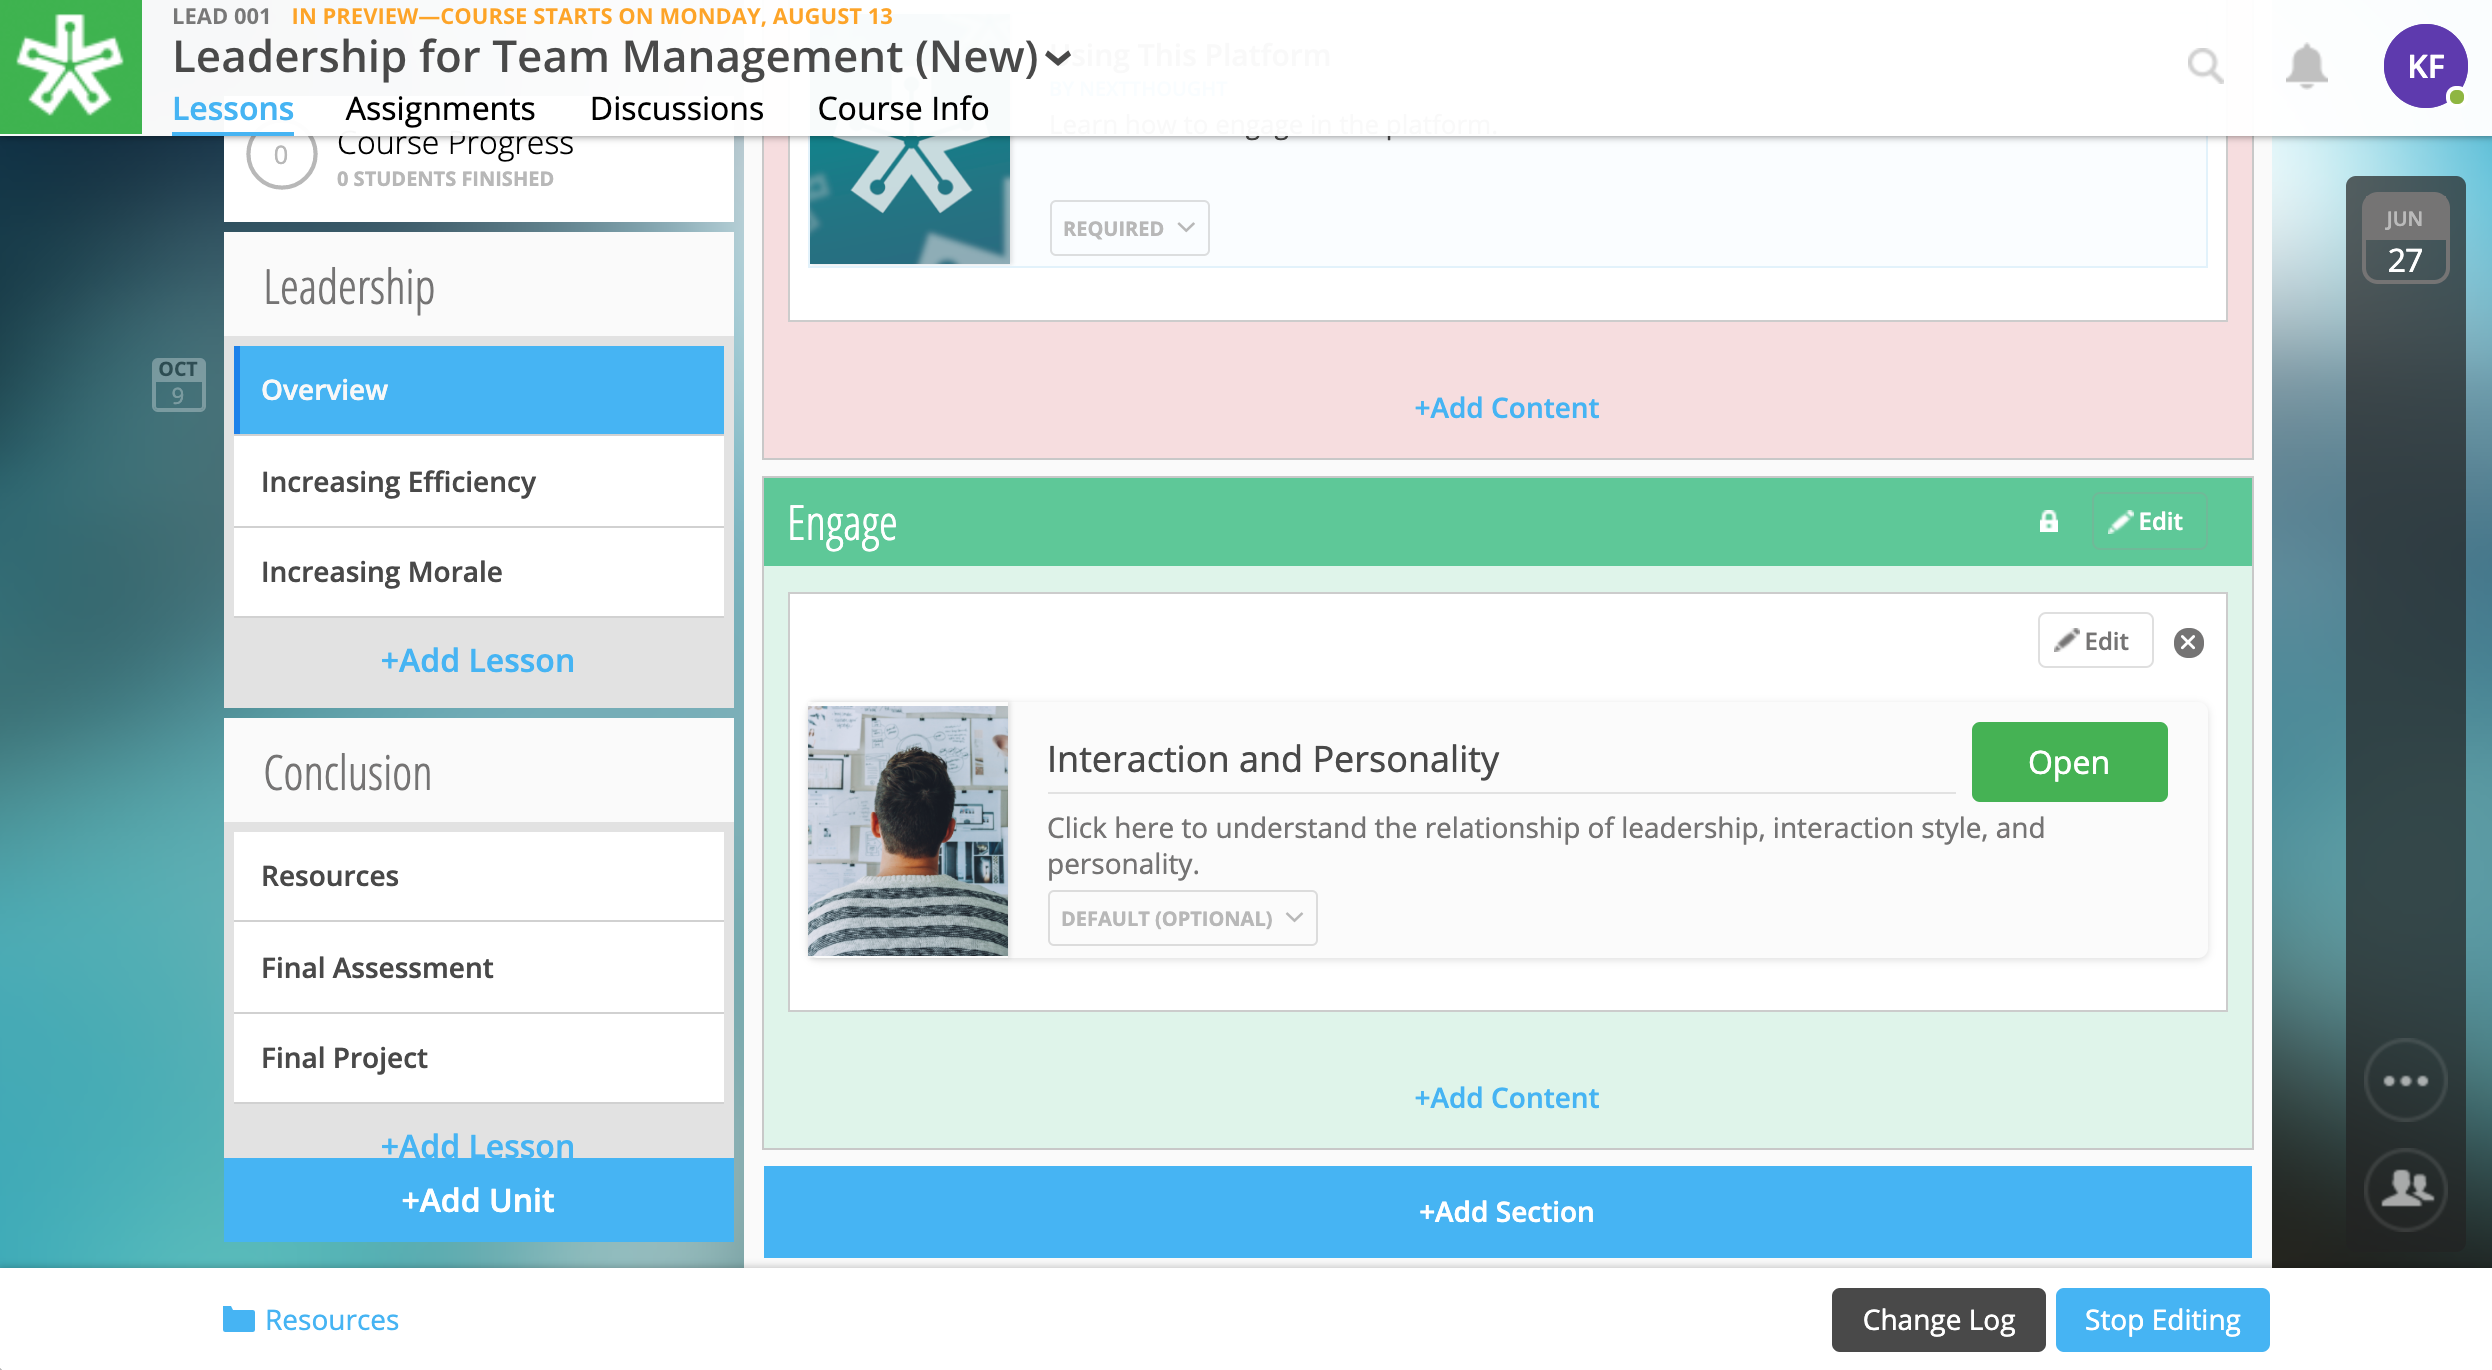 LEAD 001 IN PREVIEW—COURSE STARTS ON MONDAY, AUGUST 13
Leadership for Team Management (New)
Lessons Assignments Discussions Course Info
KF
Using This Platform
BY NEXTTHOUGHT
Learn how to engage in the platform.
REQUIRED
+Add Content
0
Course Progress
0 STUDENTS FINISHED
Leadership
OCT
9
Overview
Increasing Efficiency
Increasing Morale
+Add Lesson
Conclusion
Resources
Final Assessment
Final Project
+Add Lesson
+Add Unit
Engage
Edit
Edit
Interaction and Personality
Open
Click here to understand the relationship of leadership, interaction style, and
personality.
DEFAULT (OPTIONAL)
+Add Content
+Add Section
JUN
27
Resources
Change Log
Stop Editing